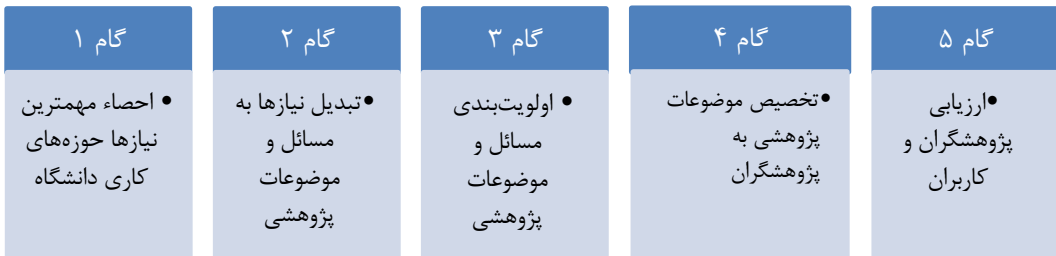 گام ۱
• احصاء مهمترین
نیازها حوزه‌های
کاری دانشگاه
گام ۲
•تبدیل نیازها به
مسائل و
موضوعات
پژوهشی
گام ۳
• اولویت‌بندی
مسائل و
موضوعات
پژوهشی
گام ۴
•تخصیص موضوعات
پژوهشی به
پژوهشگران
گام ۵
•ارزیابی
پژوهشگران و
کاربران